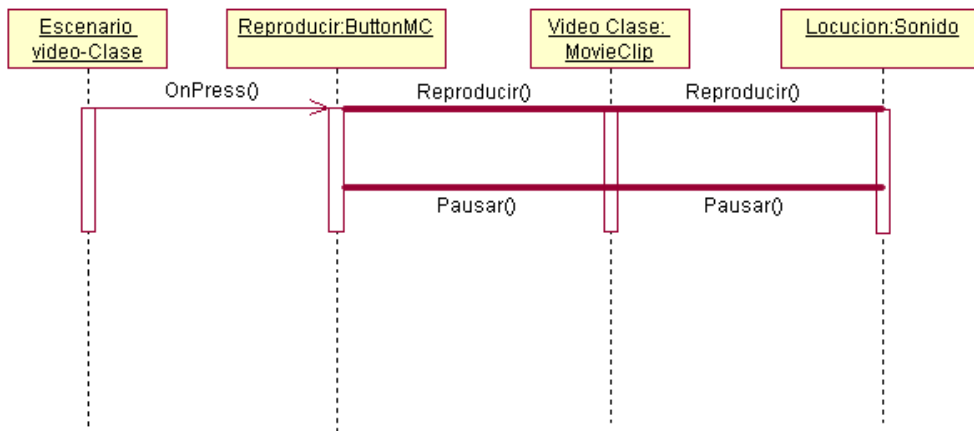 Escenario
video-Clase
Reproducir:ButtonMC
Video Clase:
MovieClip
Locucion:Sonido
OnPress()
Reproducir()
Reproducir()
Pausar()
Pausar()